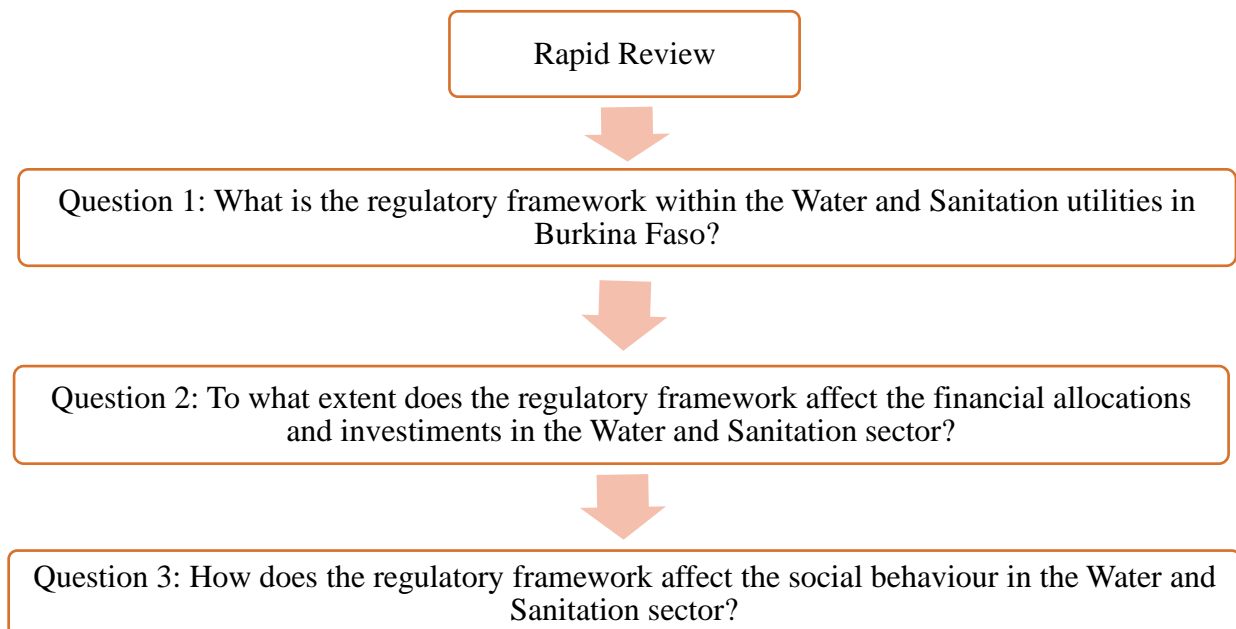 Rapid Review
Question 1: What is the regulatory framework within the Water and Sanitation utilities in
Burkina Faso?
Question 2: To what extent does the regulatory framework affect the financial allocations
and investiments in the Water and Sanitation sector?
Question 3: How does the regulatory framework affect the social behaviour in the Water and
Sanitation sector?